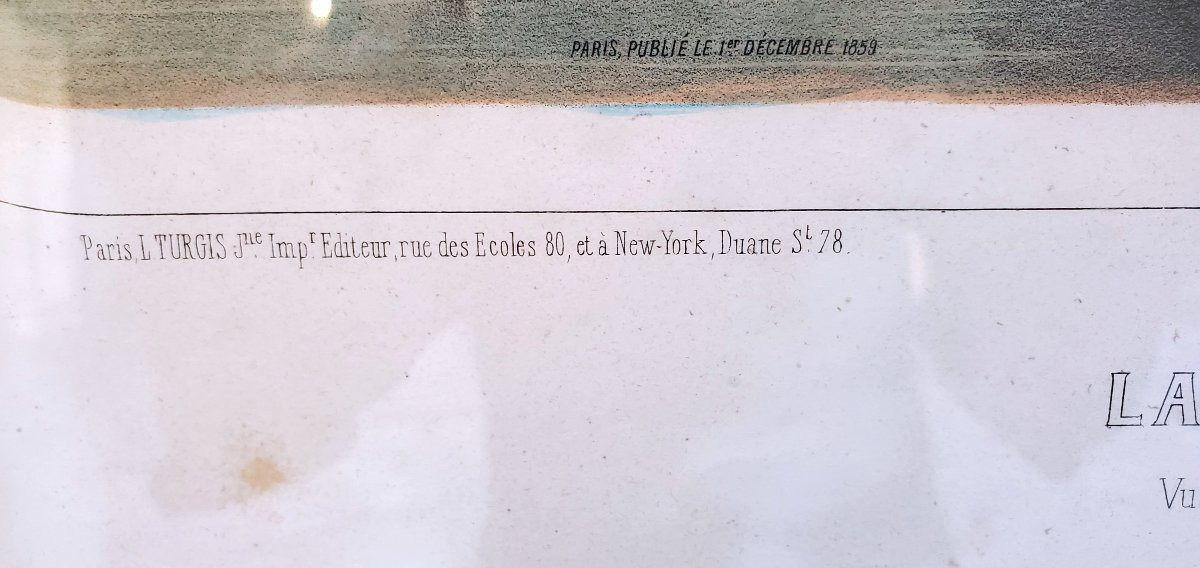 PARIS, PUBLIÉ LE 1er DÉCEMBRE 1859
Paris, L. TURGIS Jne Impr Editeur, rue des Ecoles 80, et à New-York, Duane St 78.
LA
Vu